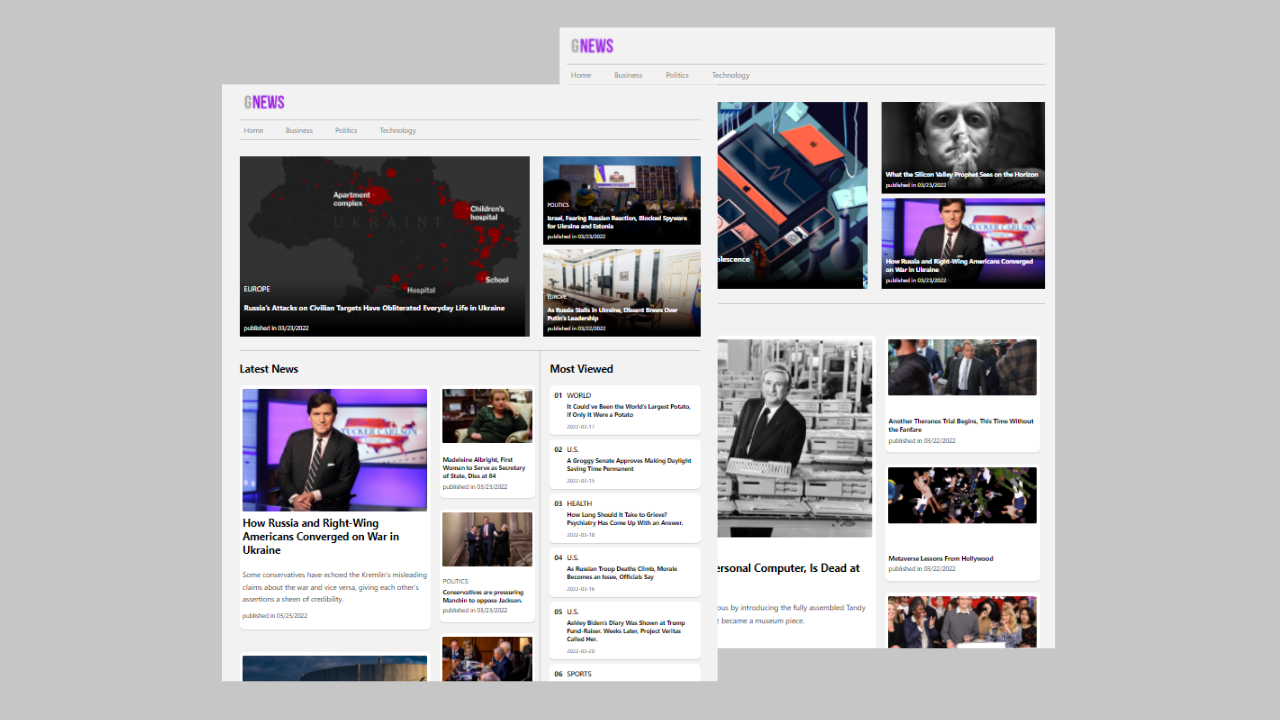 GNEWS
Home Business Politics Technology
What the Silicon Valley Prophet Sees on the Horizon
published in 03/23/2022
How Russia and Right-Wing Americans Converged
on War in Ukraine
published in 03/23/2022
olescence
Another Theranos Trial Begins, This Time Without
the Fanfare
published in 03/22/2022
Metaverse Lessons From Hollywood
published in 03/22/2022
ersonal Computer, Is Dead at
ous by introducing the fully assembled Tandy
t became a museum piece.
GNEWS
Home Business Politics Technology
Apartment
complex
Children's
hospital
UKRAINE
School
Hospital
EUROPE
Russia's Attacks on Civilian Targets Have Obliterated Everyday Life in Ukraine
published in 03/23/2022
POLITICS
Israel, Fearing Russian Reaction, Blocked Spyware
for Ukraine and Estonia
published in 03/23/2022
EUROPE
As Russia Stalls in Ukraine, Dissent Brews Over
Putin's Leadership
published in 03/22/2022
Latest News
TUCKER CARLSON
How Russia and Right-Wing
Americans Converged on War in
Ukraine
Some conservatives have echoed the Kremlin's misleading
claims about the war and vice versa, giving each other's
assertions a sheen of credibility.
published in 03/23/2022
Madeleine Albright, First
Woman to Serve as Secretary
of State, Dies at 84
published in 03/23/2022
POLITICS
Conservatives are pressuring
Manchin to oppose Jackson.
published in 03/23/2022
Most Viewed
01 WORLD
It Could've Been the World's Largest Potato,
if Only It Were a Potato
2022-03-17
02 U.S.
A Groggy Senate Approves Making Daylight
Saving Time Permanent
2022-03-15
03 HEALTH
How Long Should It Take to Grieve?
Psychiatry Has Come Up With an Answer.
2022-03-18
04 U.S.
As Russian Troop Deaths Climb, Morale
Becomes an Issue, Officials Say
2022-03-16
05 U.S.
Ashley Biden's Diary Was Shown at Trump
Fund-Raiser. Weeks Later, Project Veritas
Called Her.
2022-03-20
06 SPORTS